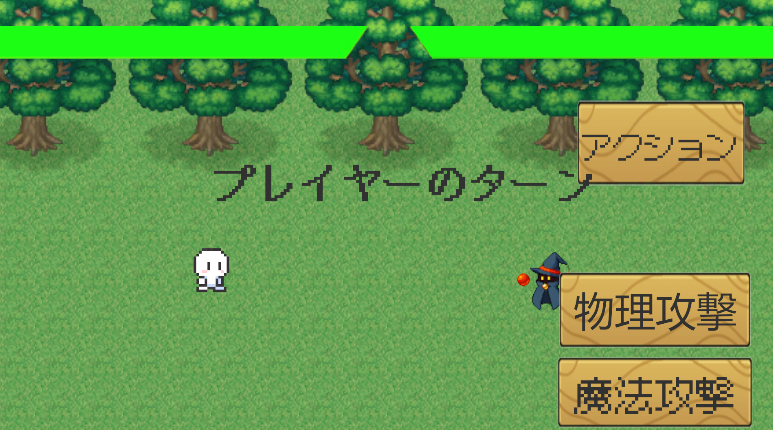 アクション
プレイヤーのターン
物理攻撃
魔法攻撃